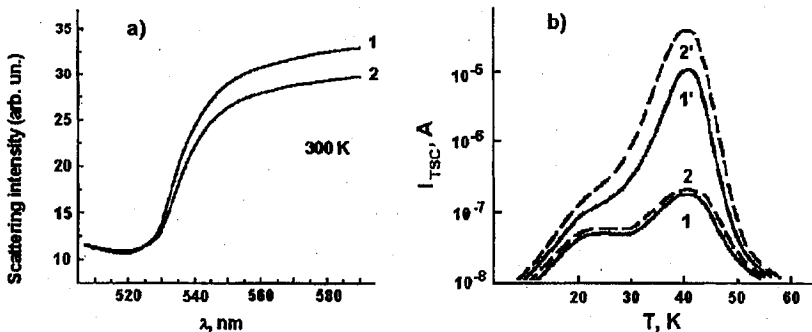 a)
Scattering intensity (arb. un.)
35
30
25
20
15
10
1
2
300 K
520 540 560 580
λ, nm
b)
I_TSC, A
10⁻⁵
10⁻⁶
10⁻⁷
10⁻⁸
2'
1'
2
1
20 30 40 50 60
T, K